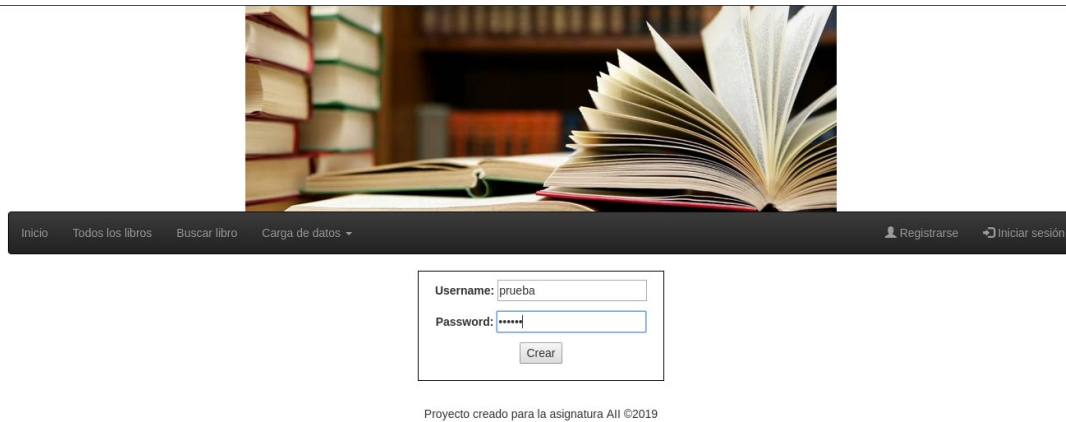 Inicio Todos los libros Buscar libro Carga de datos Registrarse Iniciar sesión
Username: prueba
Password: ••••••
Crear
Proyecto creado para la asignatura AII ©2019